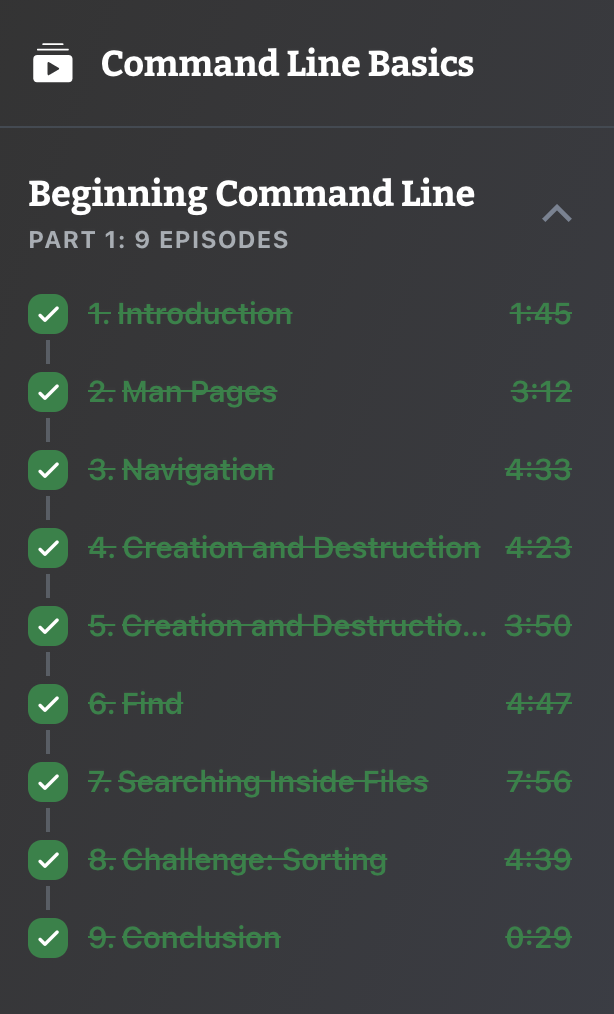 Command Line Basics
Beginning Command Line
PART 1: 9 EPISODES
1. Introduction 1:45
2. Man Pages 3:12
3. Navigation 4:33
4. Creation and Destruction 4:23
5. Creation and Destructio... 3:50
6. Find 4:47
7. Searching Inside Files 7:56
8. Challenge: Sorting 4:39
9. Conclusion 0:29